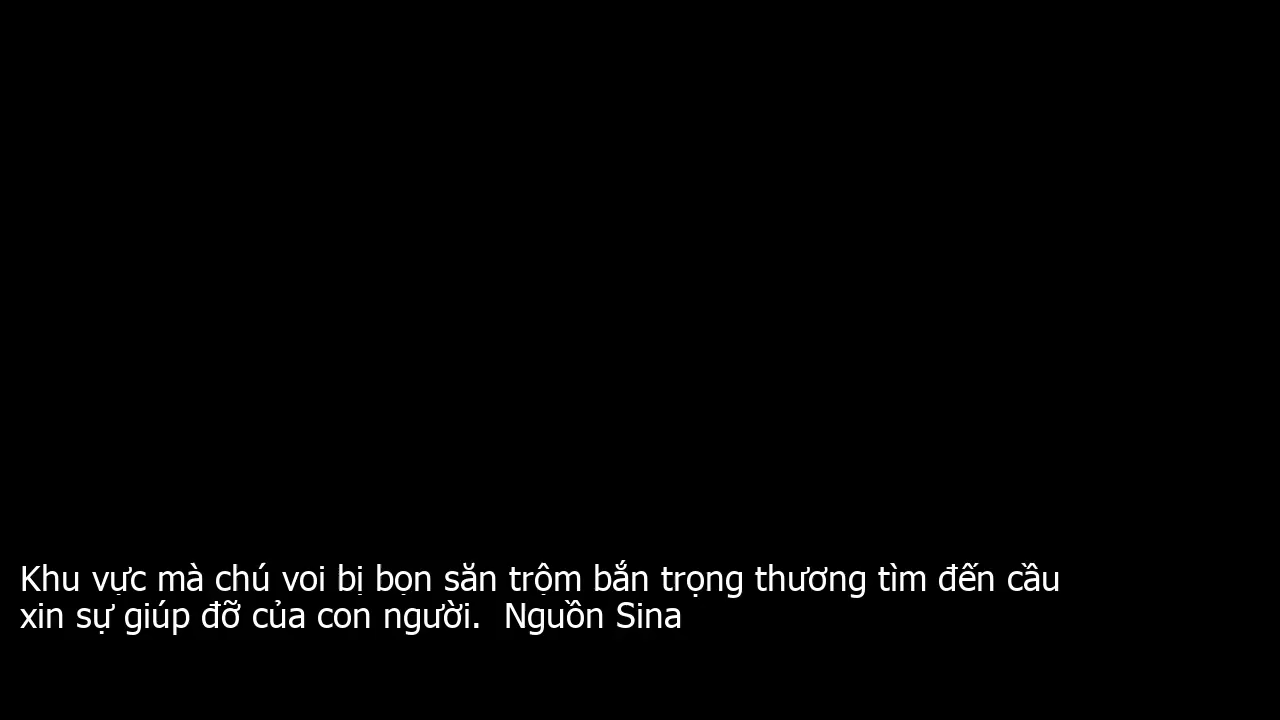 Khu vực mà chú voi bị bọn săn trộm bắn trọng thương tìm đến cầu
xin sự giúp đỡ của con người.  Nguồn Sina